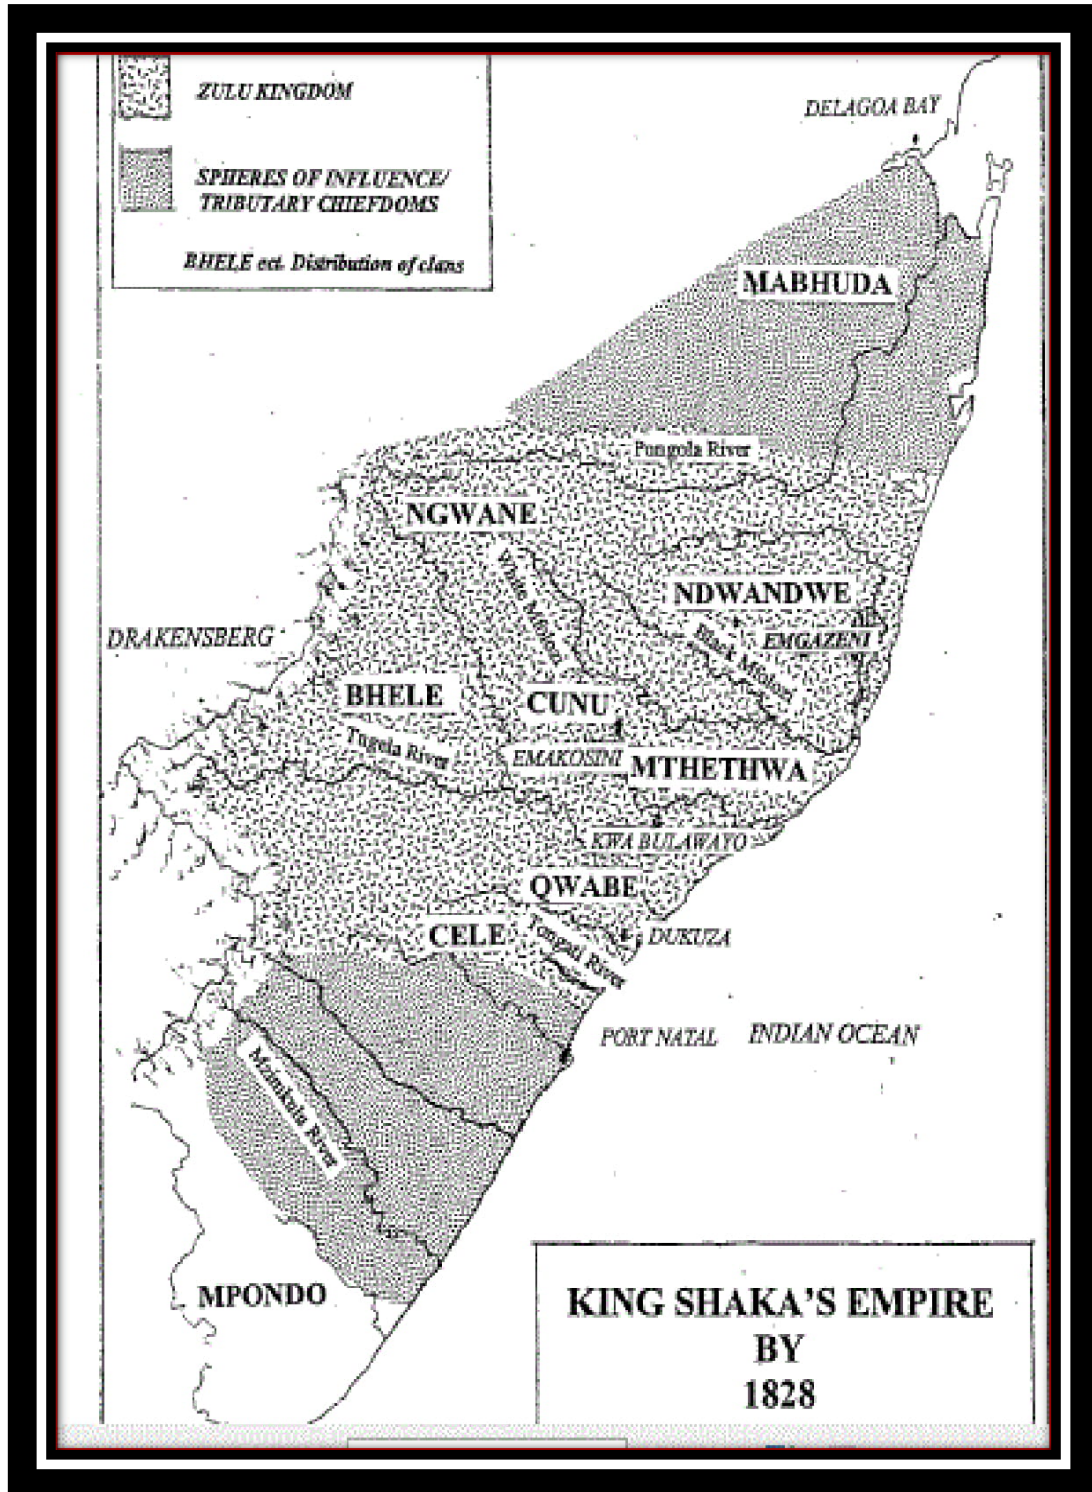 ZULU KINGDOM
SPHERES OF INFLUENCE/
TRIBUTARY CHIEFDOMS
BHELE ect. Distribution of clans
DELAGOA BAY
MABHUDA
Pongola River
NGWANE
White Mfolozi
NDWANDWE
EMGAZENI
Black Mfolozi
DRAKENSBERG
BHELE
CUNU
Tugela River
EMAKOSINI
MTHETHWA
KWA BULAWAYO
QWABE
CELE
Tongati River
DUKUZA
PORT NATAL
INDIAN OCEAN
Mzimkulu River
MPONDO
KING SHAKA'S EMPIRE
BY
1828